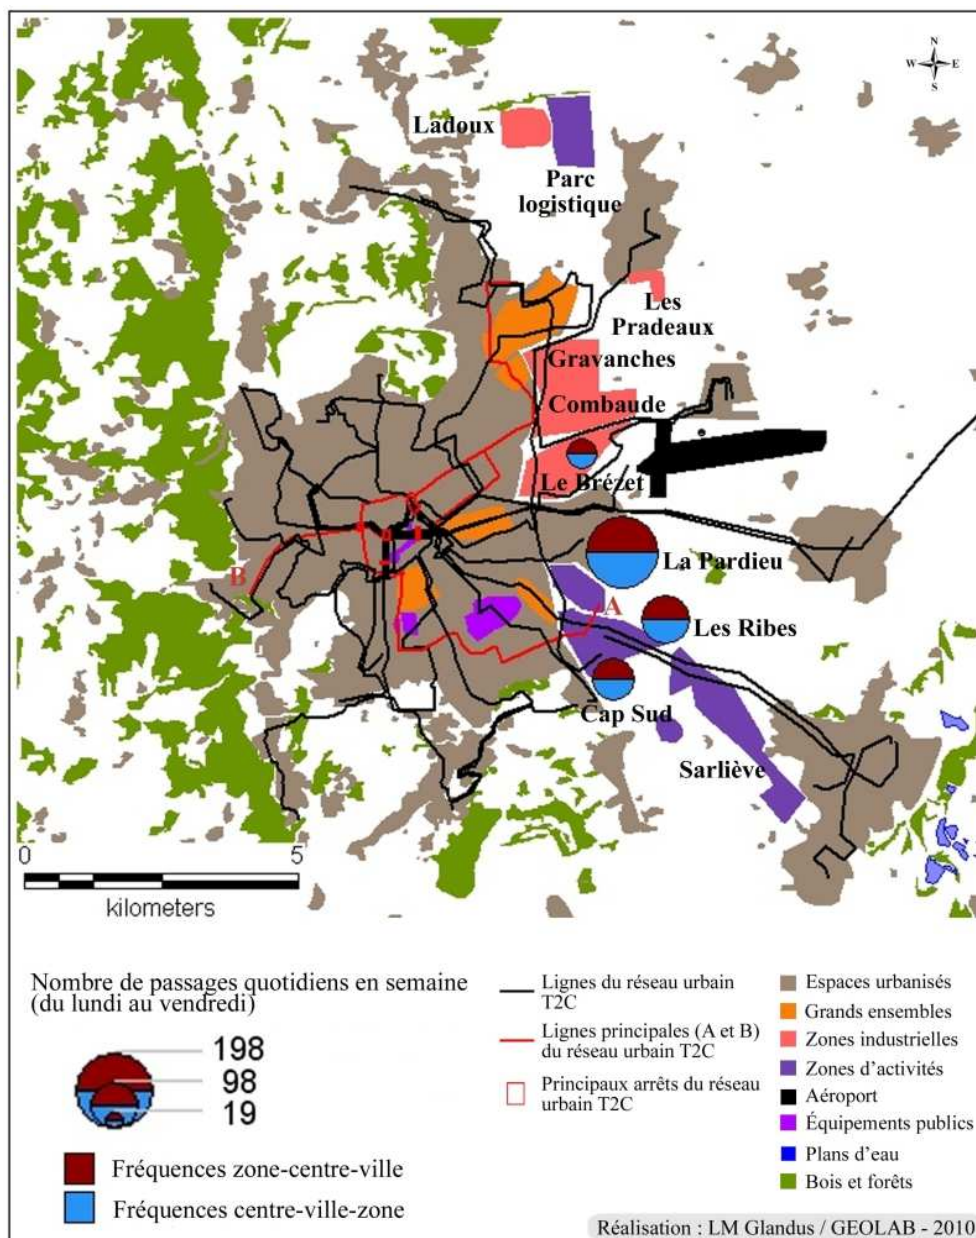 N
W E
S
Ladoux
Parc
logistique
Les
Pradeaux
Gravanches
Combaude
Le Brézet
La Pardieu
B
A
Les Ribes
Cap Sud
Sarliève
0 5
kilometers
Nombre de passages quotidiens en semaine
(du lundi au vendredi)
198
98
19
Fréquences zone-centre-ville
Fréquences centre-ville-zone
Lignes du réseau urbain
T2C
Lignes principales (A et B)
du réseau urbain T2C
Principaux arrêts du réseau
urbain T2C
Espaces urbanisés
Grands ensembles
Zones industrielles
Zones d'activités
Aéroport
Équipements publics
Plans d'eau
Bois et forêts
Réalisation : LM Glandus / GEOLAB - 2010